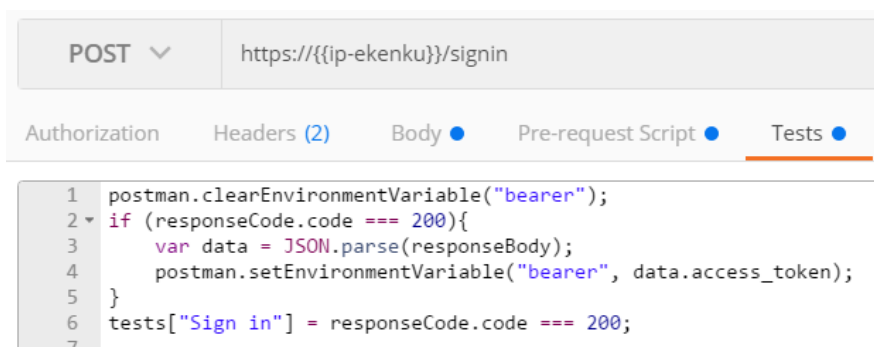 POST https://{{ip-ekenku}}/signin
Authorization Headers (2) Body Pre-request Script Tests
1 postman.clearEnvironmentVariable("bearer");
2 if (responseCode.code === 200){
3 var data = JSON.parse(responseBody);
4 postman.setEnvironmentVariable("bearer", data.access_token);
5 }
6 tests["Sign in"] = responseCode.code === 200;
7